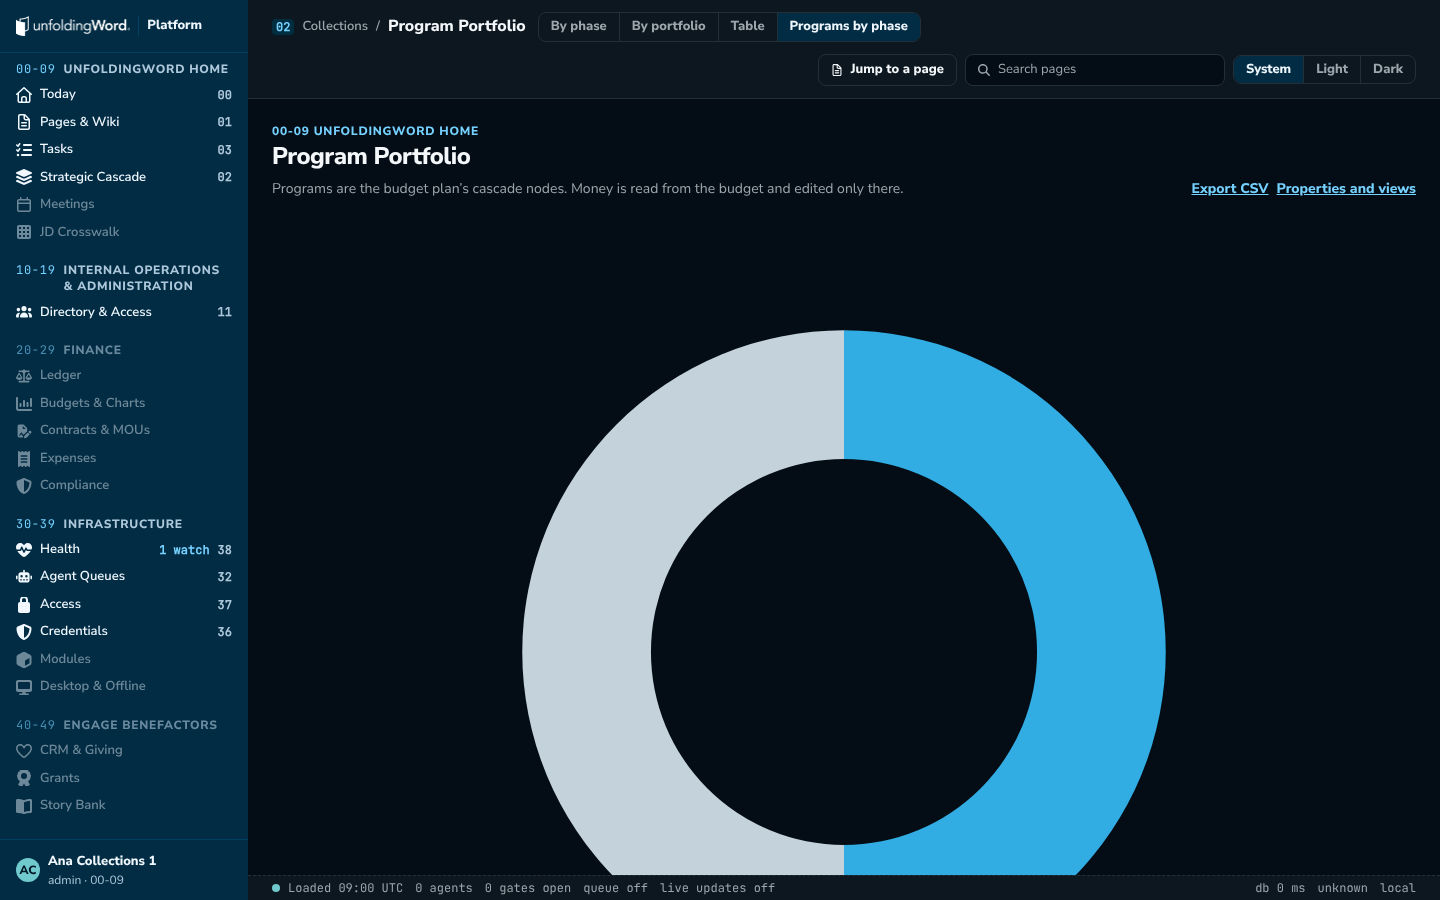 unfoldingWord Platform
00-09 UNFOLDINGWORD HOME
Today 00
Pages & Wiki 01
Tasks 03
Strategic Cascade 02
Meetings
JD Crosswalk
10-19 INTERNAL OPERATIONS
& ADMINISTRATION
Directory & Access 11
20-29 FINANCE
Ledger
Budgets & Charts
Contracts & MOUs
Expenses
Compliance
30-39 INFRASTRUCTURE
Health 1 watch 38
Agent Queues 32
Access 37
Credentials 36
Modules
Desktop & Offline
40-49 ENGAGE BENEFACTORS
CRM & Giving
Grants
Story Bank
AC Ana Collections 1
admin · 00-09
02 Collections / Program Portfolio By phase By portfolio Table Programs by phase
Jump to a page Search pages System Light Dark
00-09 UNFOLDINGWORD HOME
Program Portfolio
Programs are the budget plan's cascade nodes. Money is read from the budget and edited only there. Export CSV Properties and views
Loaded 09:00 UTC 0 agents 0 gates open queue off live updates off db 0 ms unknown local